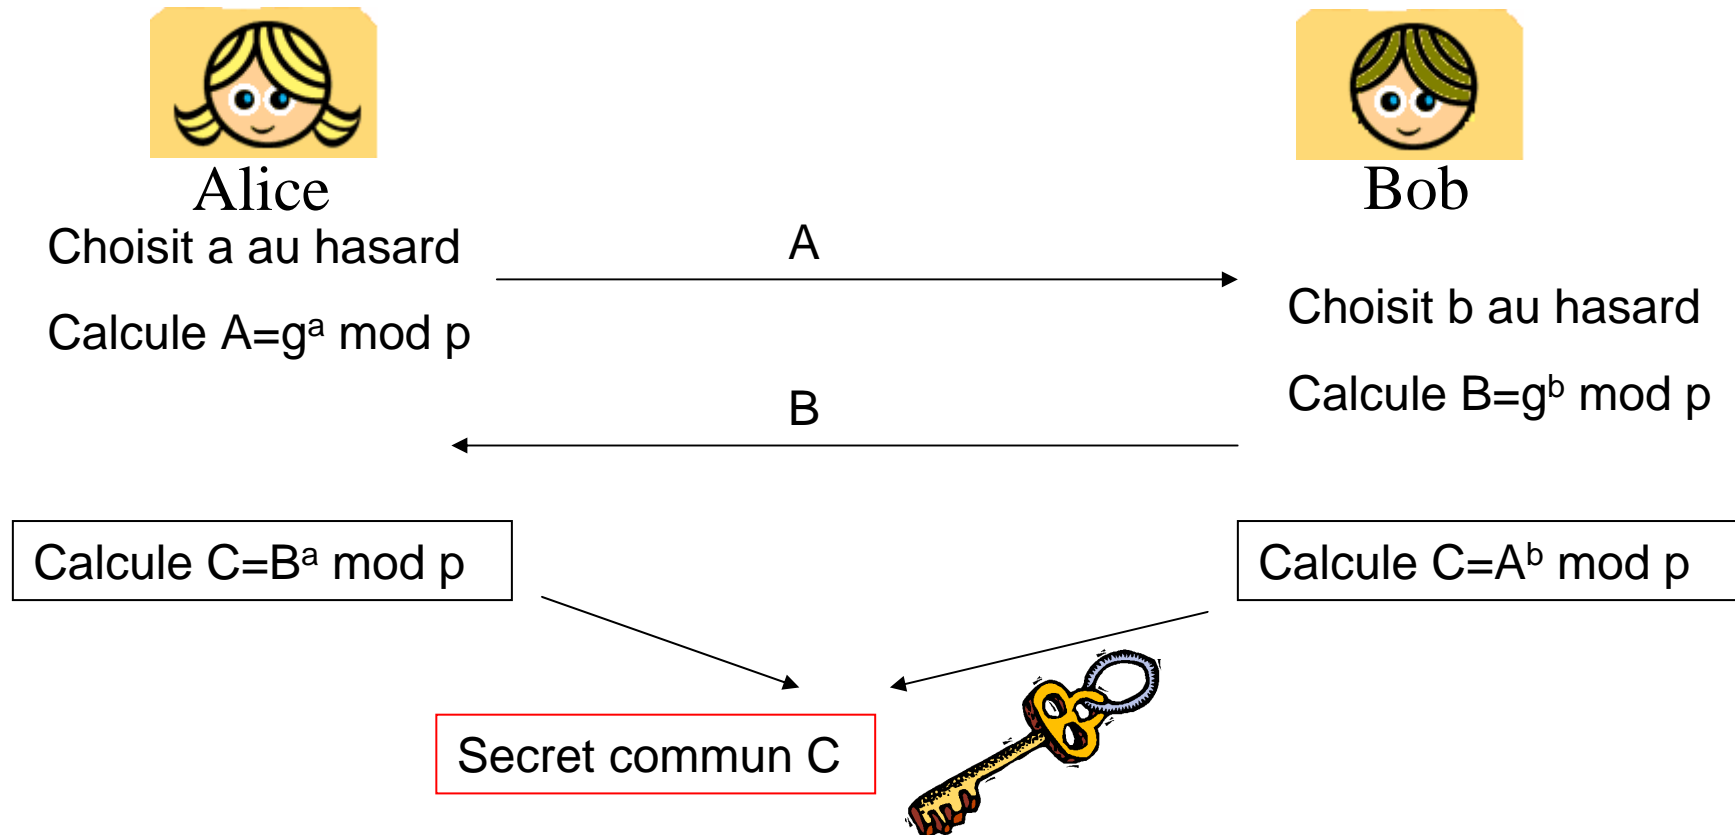 Alice
Bob
Choisit a au hasard
A
Calcule A=gᵃ mod p
Choisit b au hasard
B
Calcule B=gᵇ mod p
Calcule C=Bᵃ mod p
Calcule C=Aᵇ mod p
Secret commun C